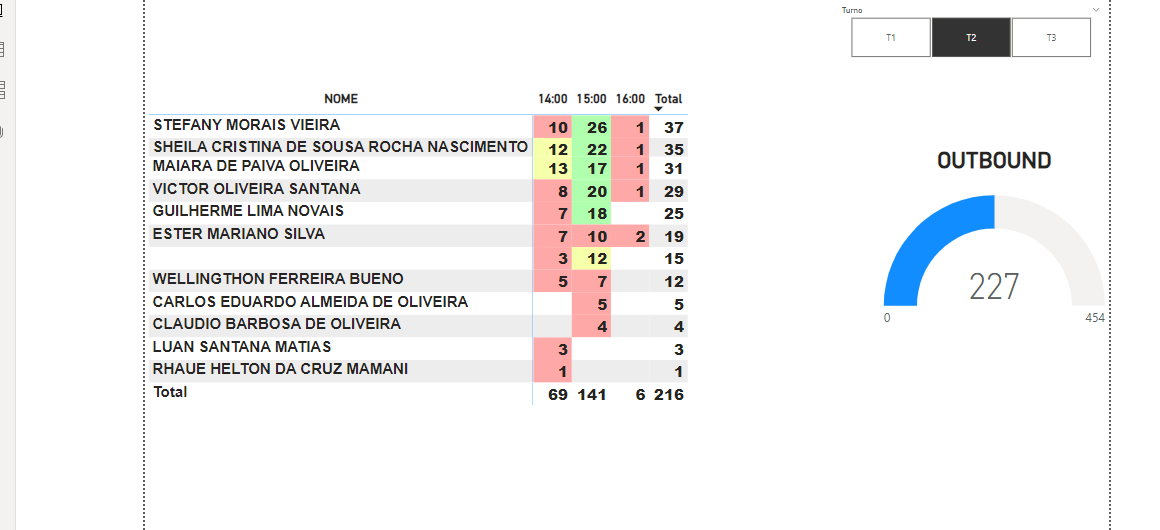 Turno
T1 T2 T3
NOME 14:00 15:00 16:00 Total
STEFANY MORAIS VIEIRA 10 26 1 37
SHEILA CRISTINA DE SOUSA ROCHA NASCIMENTO 12 22 1 35
MAIARA DE PAIVA OLIVEIRA 13 17 1 31
VICTOR OLIVEIRA SANTANA 8 20 1 29
GUILHERME LIMA NOVAIS 7 18 25
ESTER MARIANO SILVA 7 10 2 19
3 12 15
WELLINGTHON FERREIRA BUENO 5 7 12
CARLOS EDUARDO ALMEIDA DE OLIVEIRA 5 5
CLAUDIO BARBOSA DE OLIVEIRA 4 4
LUAN SANTANA MATIAS 3 3
RHAUE HELTON DA CRUZ MAMANI 1 1
Total 69 141 6 216
OUTBOUND
227
0 454